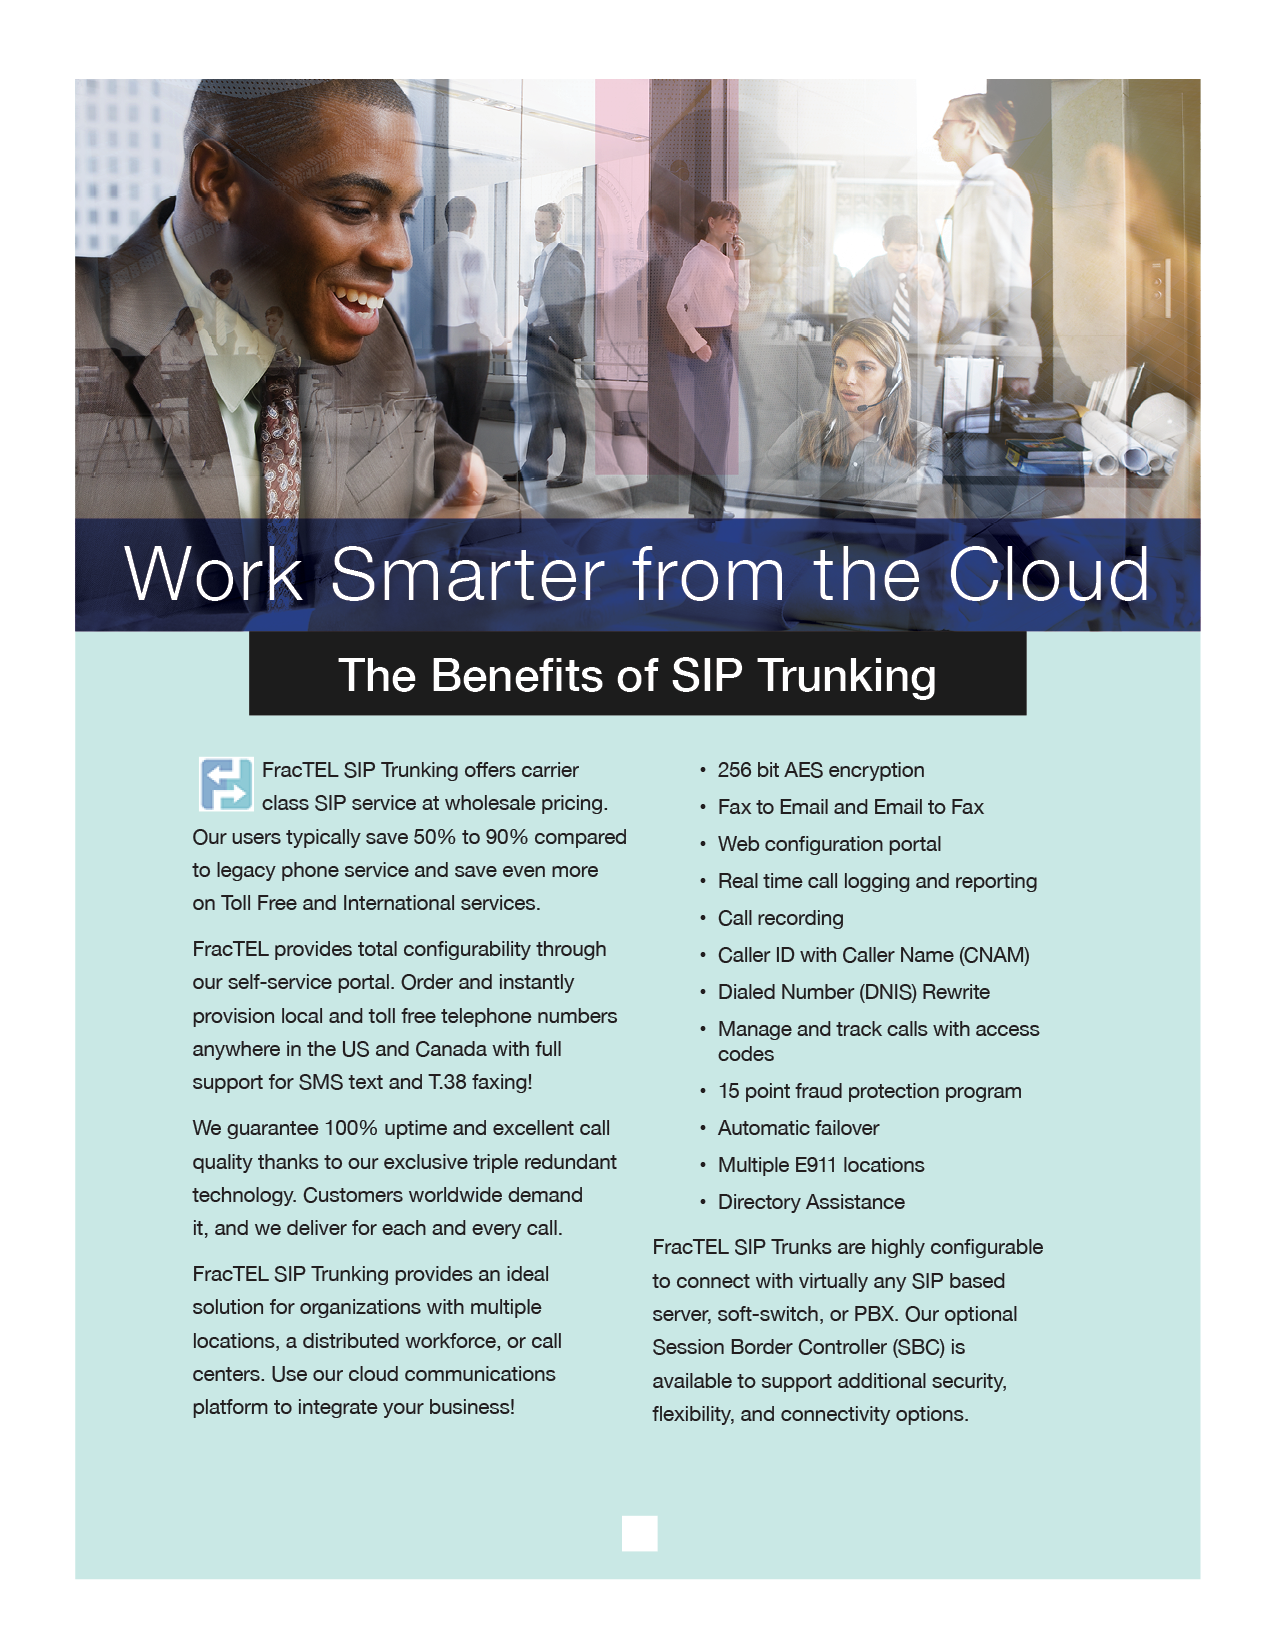 Work Smarter from the Cloud
The Benefits of SIP Trunking
FracTEL SIP Trunking offers carrier
class SIP service at wholesale pricing.
Our users typically save 50% to 90% compared
to legacy phone service and save even more
on Toll Free and International services.
FracTEL provides total configurability through
our self-service portal. Order and instantly
provision local and toll free telephone numbers
anywhere in the US and Canada with full
support for SMS text and T.38 faxing!
We guarantee 100% uptime and excellent call
quality thanks to our exclusive triple redundant
technology. Customers worldwide demand
it, and we deliver for each and every call.
FracTEL SIP Trunking provides an ideal
solution for organizations with multiple
locations, a distributed workforce, or call
centers. Use our cloud communications
platform to integrate your business!
• 256 bit AES encryption
• Fax to Email and Email to Fax
• Web configuration portal
• Real time call logging and reporting
• Call recording
• Caller ID with Caller Name (CNAM)
• Dialed Number (DNIS) Rewrite
• Manage and track calls with access
codes
• 15 point fraud protection program
• Automatic failover
• Multiple E911 locations
• Directory Assistance
FracTEL SIP Trunks are highly configurable
to connect with virtually any SIP based
server, soft-switch, or PBX. Our optional
Session Border Controller (SBC) is
available to support additional security,
flexibility, and connectivity options.